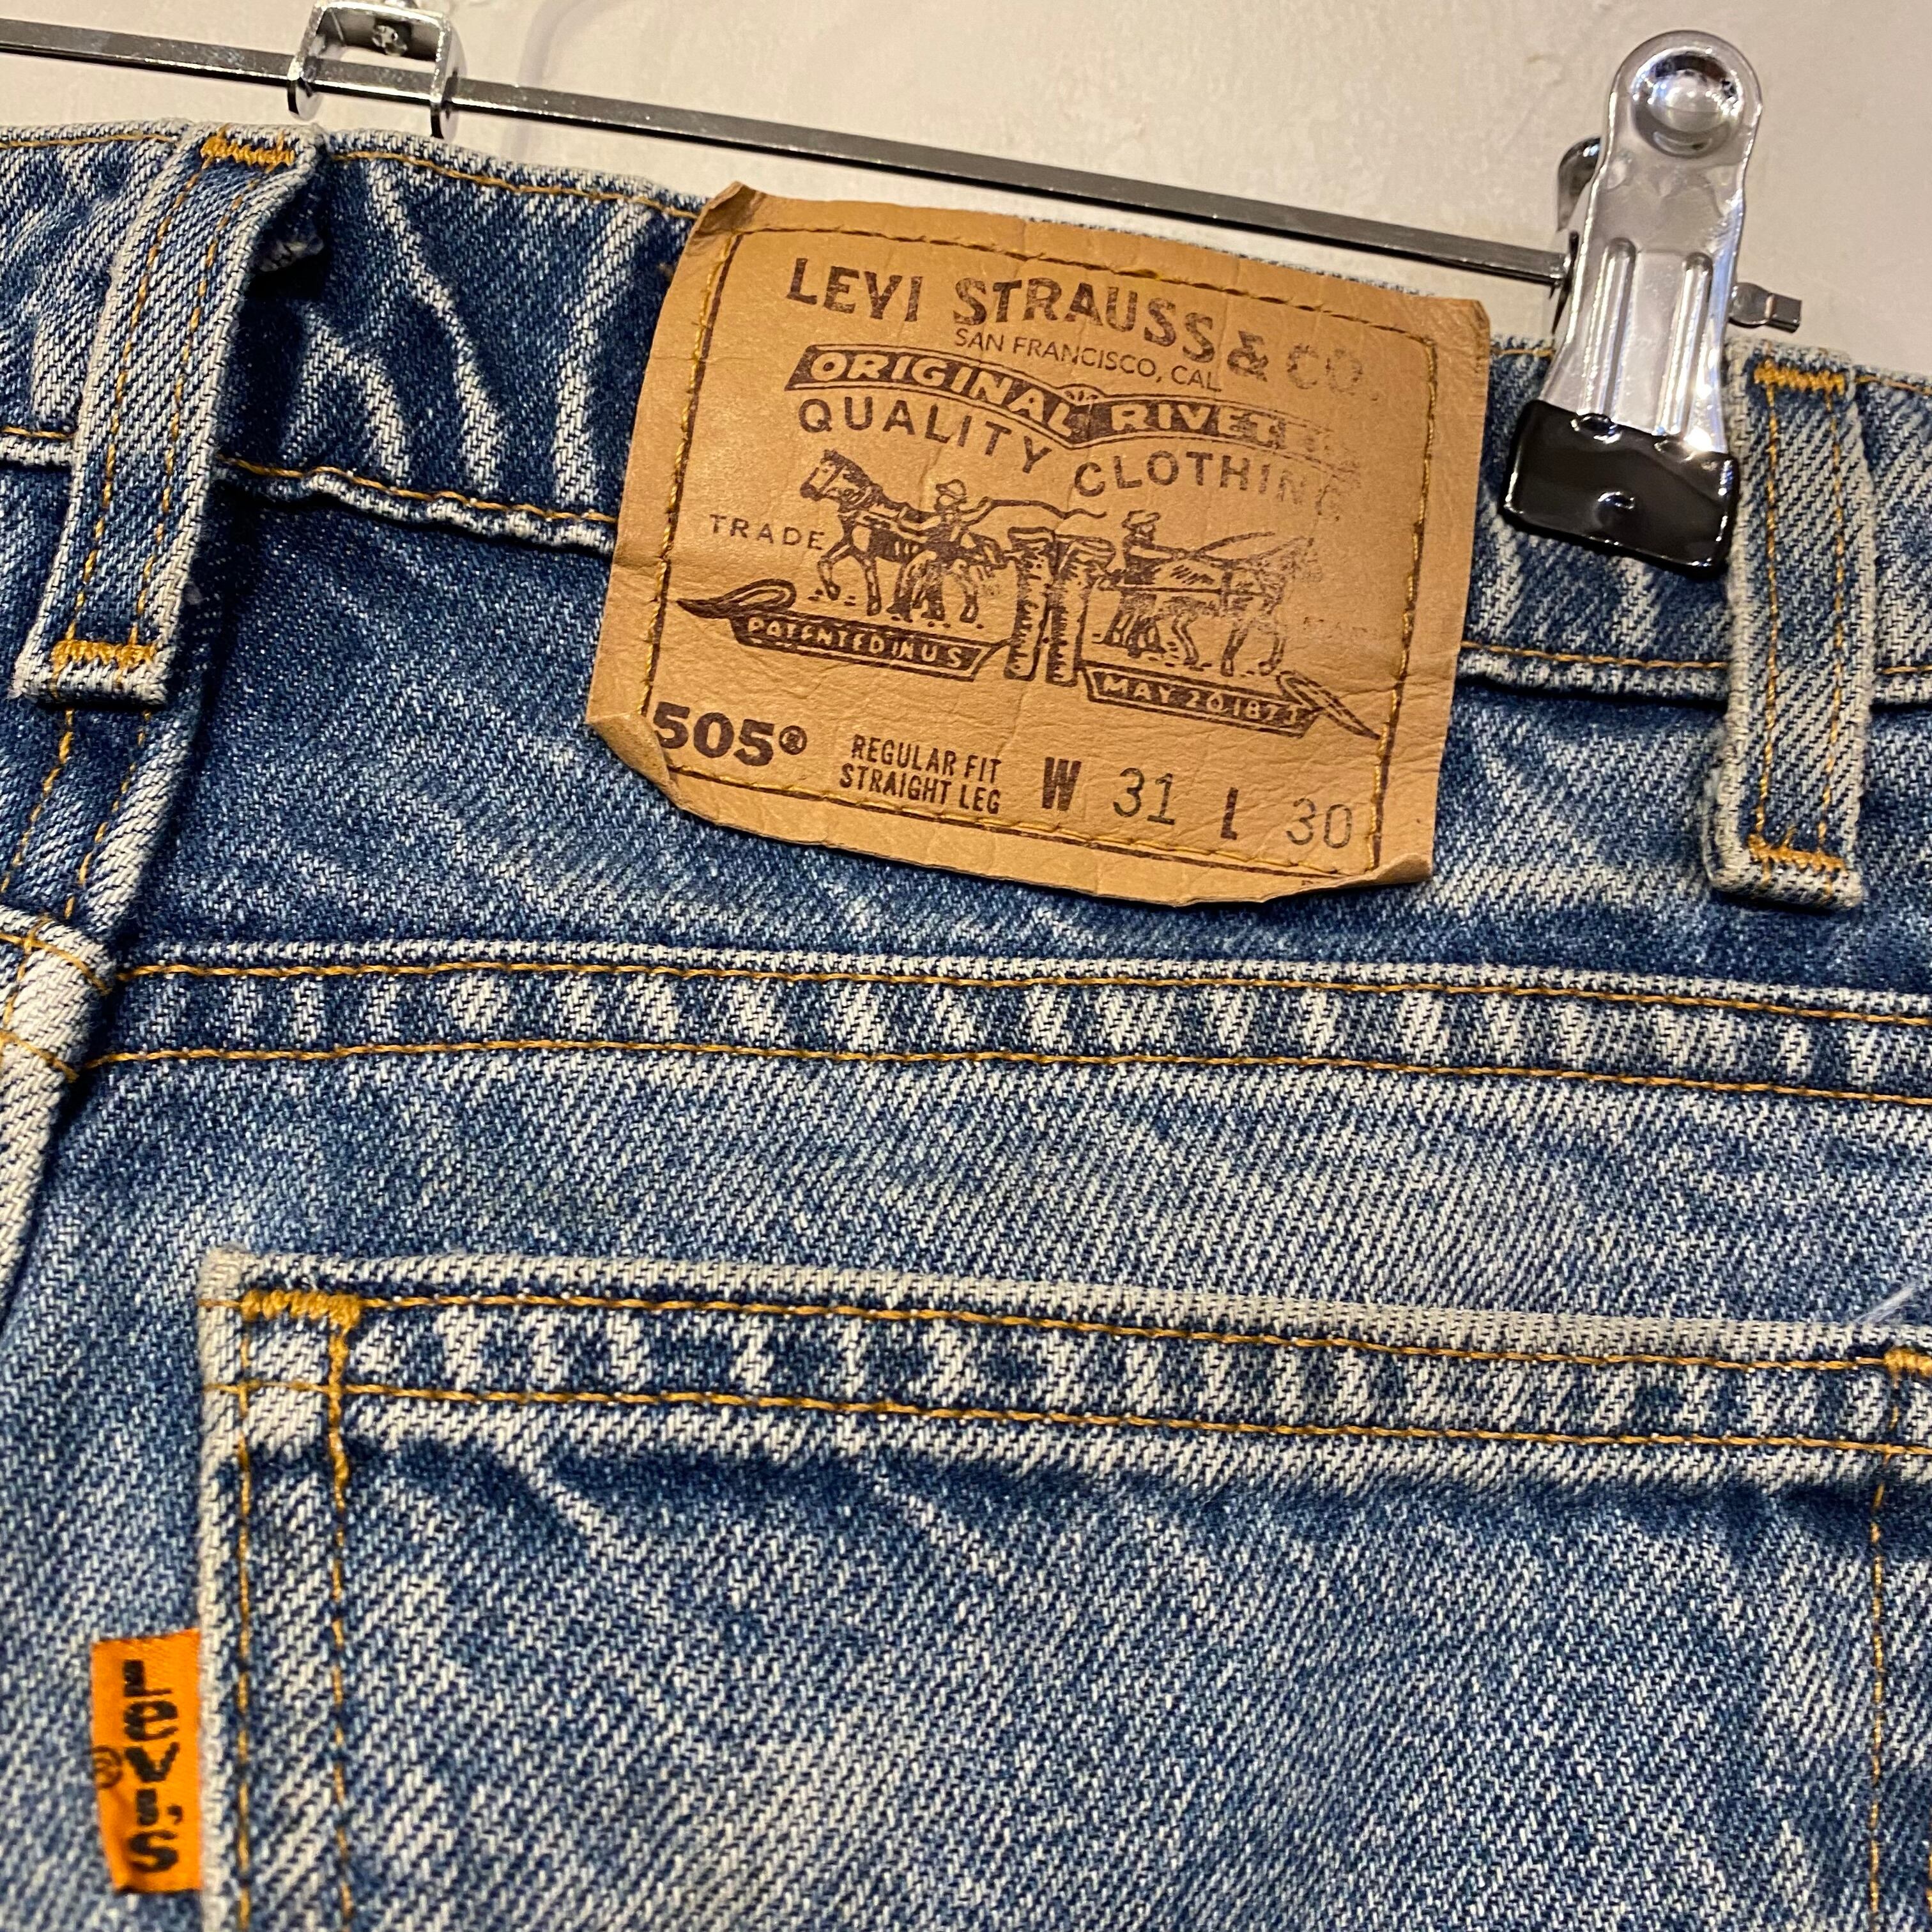 LEVI STRAUSS & CO
SAN FRANCISCO, CAL.
ORIGINAL RIVETED
QUALITY CLOTHING
TRADE
PATENTED IN U S
MAY 20 1873
505®
REGULAR FIT
STRAIGHT LEG
W 31 L 30
LEVI'S
®